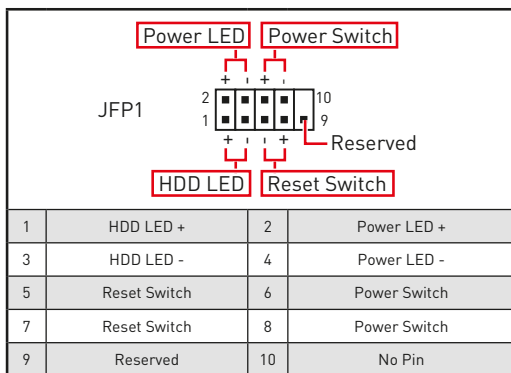 Power LED Power Switch
+ - + -
JFP1
2 10
1 9
+ - - +
Reserved
HDD LED Reset Switch
1 HDD LED + 2 Power LED +
3 HDD LED - 4 Power LED -
5 Reset Switch 6 Power Switch
7 Reset Switch 8 Power Switch
9 Reserved 10 No Pin